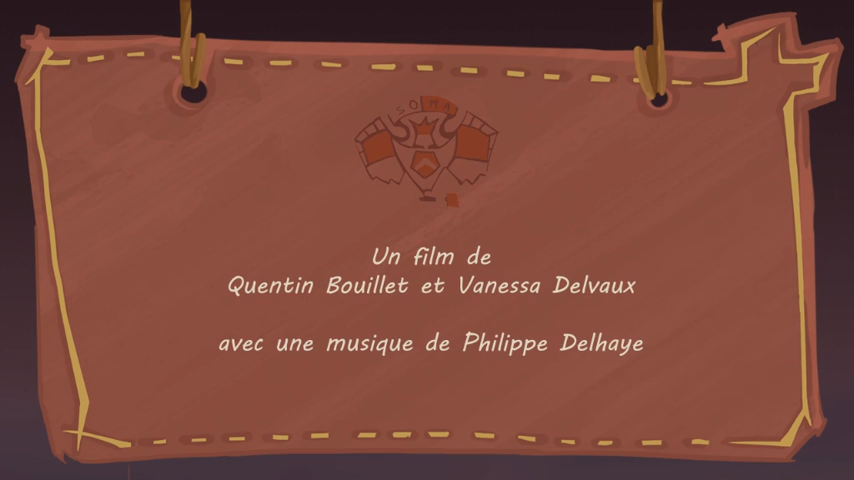 Un film de
Quentin Bouillet et Vanessa Delvaux
avec une musique de Philippe Delhaye